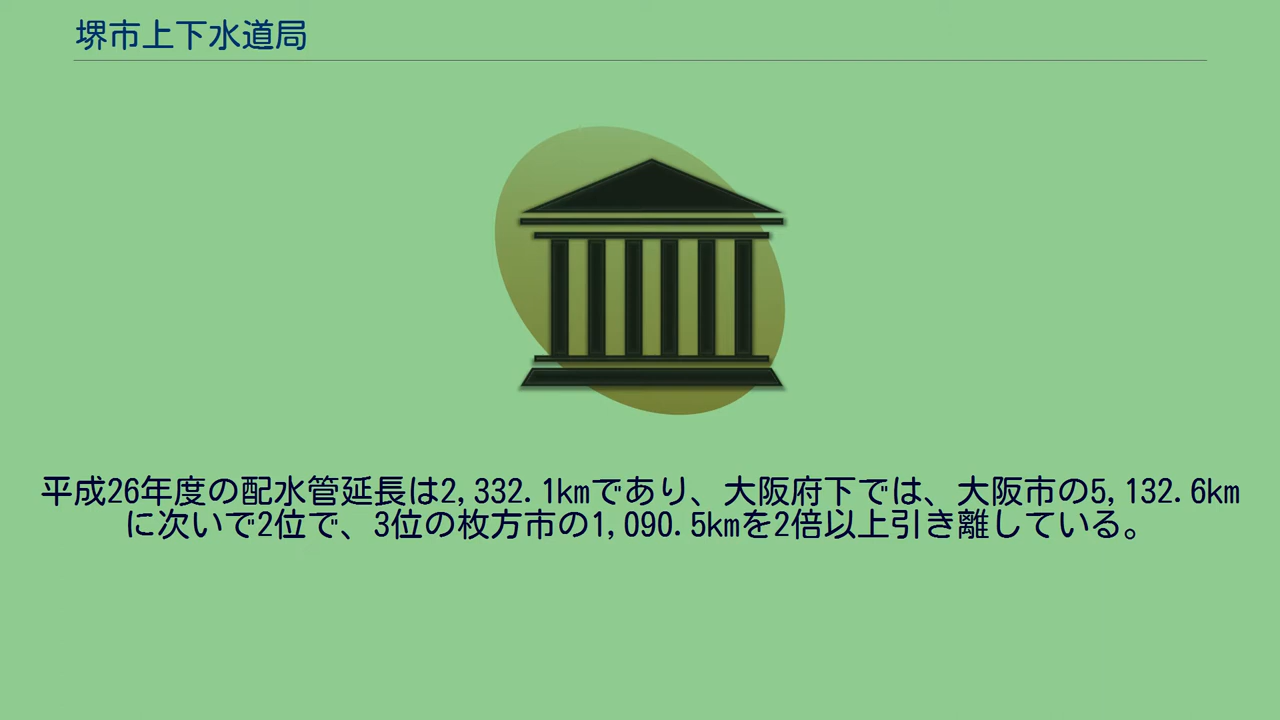 堺市上下水道局
平成26年度の配水管延長は2,332.1kmであり、大阪府下では、大阪市の5,132.6km
に次いで2位で、3位の枚方市の1,090.5kmを2倍以上引き離している。